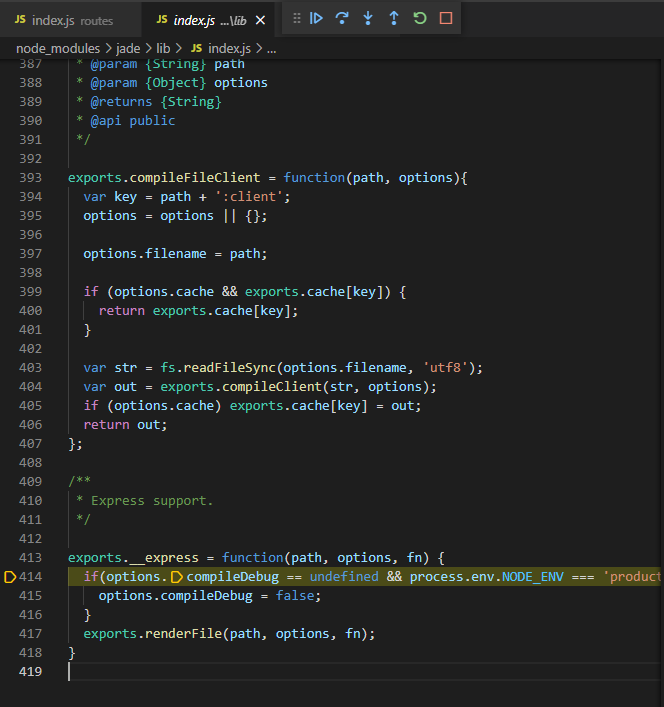 JS index.js routes JS index.js ...\lib
node_modules > jade > lib > JS index.js > ...
387 * @param {String} path
388 * @param {Object} options
389 * @returns {String}
390 * @api public
391 */
392
393 exports.compileFileClient = function(path, options){
394 var key = path + ':client';
395 options = options || {};
396
397 options.filename = path;
398
399 if (options.cache && exports.cache[key]) {
400 return exports.cache[key];
401 }
402
403 var str = fs.readFileSync(options.filename, 'utf8');
404 var out = exports.compileClient(str, options);
405 if (options.cache) exports.cache[key] = out;
406 return out;
407 };
408
409 /**
410 * Express support.
411 */
412
413 exports.__express = function(path, options, fn) {
414 if(options.compileDebug == undefined && process.env.NODE_ENV === 'product
415 options.compileDebug = false;
416 }
417 exports.renderFile(path, options, fn);
418 }
419